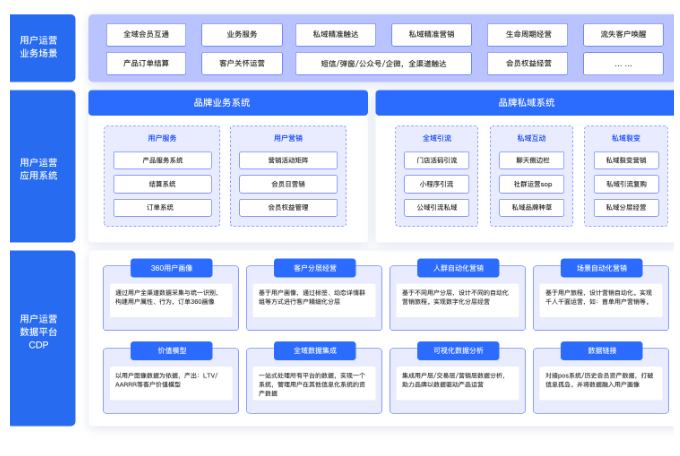 用户运营
业务场景
全域会员互通
业务服务
私域精准触达
私域精准营销
生命周期经营
流失客户唤醒
产品订单结算
客户关怀运营
短信/弹窗/公众号/企微，全渠道触达
会员权益经营
... ...
用户运营
应用系统
品牌业务系统
品牌私域系统
用户服务
产品服务系统
结算系统
订单系统
用户营销
营销活动矩阵
会员日营销
会员权益管理
全域引流
门店活码引流
小程序引流
公域引流私域
私域互动
聊天侧边栏
社群运营sop
私域品牌种草
私域裂变
私域裂变营销
私域引流复购
私域分层经营
用户运营
数据平台
CDP
360用户画像
通过用户全渠道数据采集与统一识别，
构建用户属性、行为、订单360画像
客户分层经营
基于用户画像，通过标签、动态详情群
组等方式进行客户精细化分层
人群自动化营销
基于不同用户分层，设计不同的自动化
营销旅程。实现数字化分层经营
场景自动化营销
基于用户旅程，设计营销自动化。实现
千人千面运营，如：首单用户营销等。
价值模型
以用户图像数据为依据，产出：LTV/
AARRR等客户价值模型
全域数据集成
一站式处理所有平台的数据，实现一个
系统，管理用户在其他信息化系统的资
产数据
可视化数据分析
集成用户层/交易层/营销层数据分析，
助力品牌以数据驱动产品运营
数据链接
对接pos系统/历史会员资产数据，打破
信息孤岛。并将数据融入用户画像